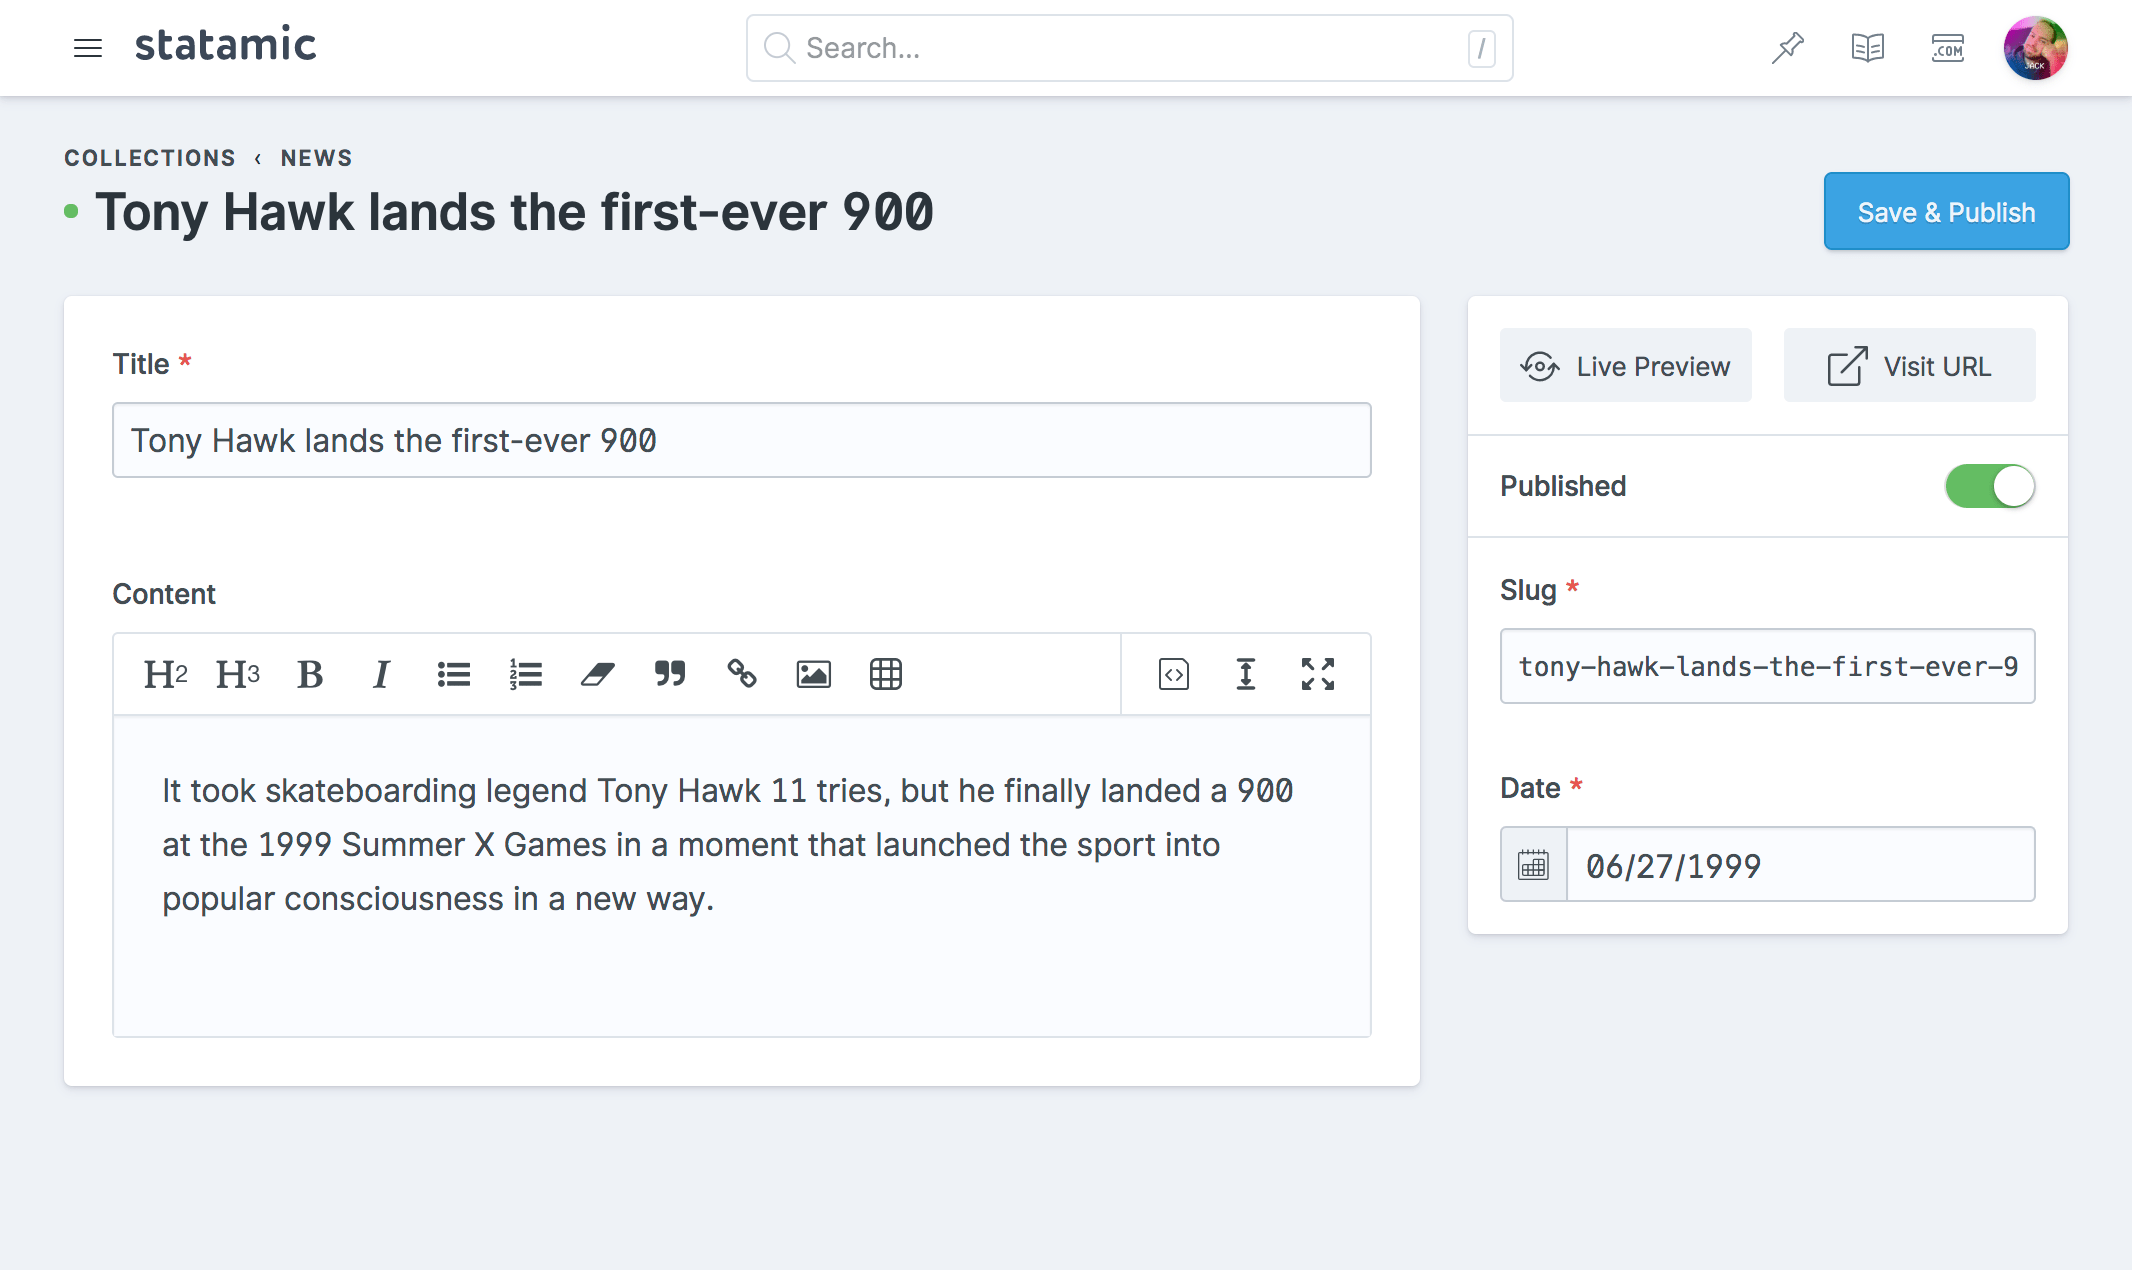 statamic
Search...
/
.COM
JACK
COLLECTIONS ‹ NEWS
Tony Hawk lands the first-ever 900
Save & Publish
Title *
Tony Hawk lands the first-ever 900
Content
H2 H3 B I
It took skateboarding legend Tony Hawk 11 tries, but he finally landed a 900
at the 1999 Summer X Games in a moment that launched the sport into
popular consciousness in a new way.
Live Preview
Visit URL
Published
Slug *
tony-hawk-lands-the-first-ever-9
Date *
06/27/1999